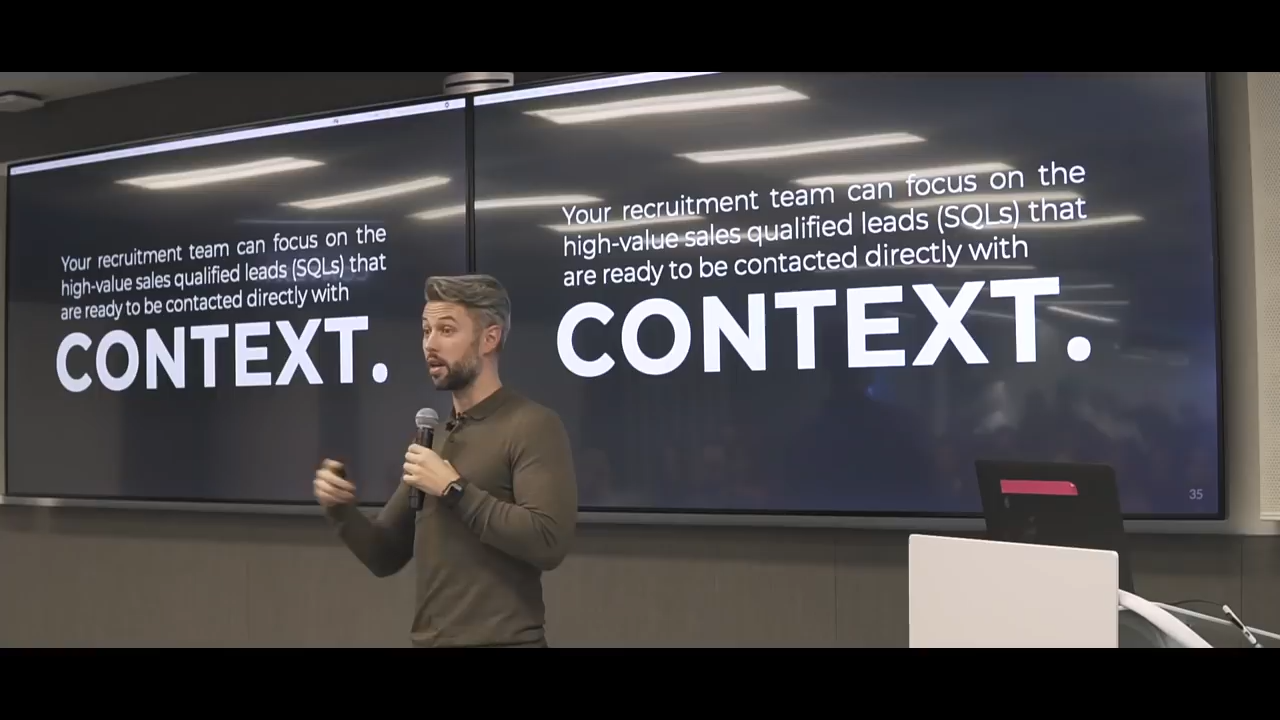 Your recruitment team can focus on the
high-value sales qualified leads (SQLs) that
are ready to be contacted directly with
CONTEXT.
Your recruitment team can focus on the
high-value sales qualified leads (SQLs) that
are ready to be contacted directly with
CONTEXT.
35